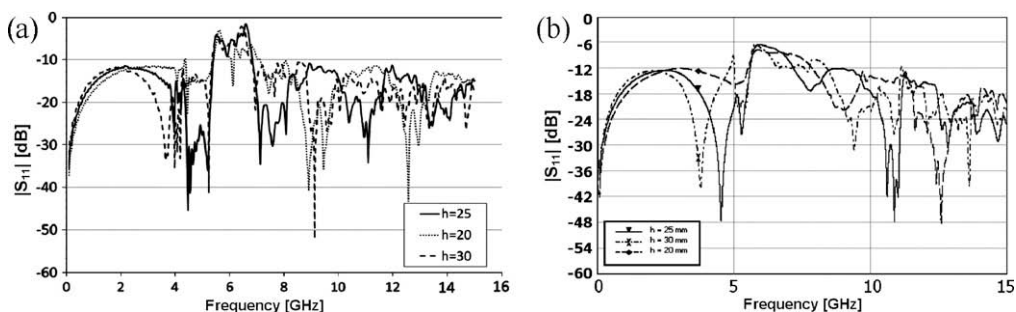 (a)
|S11| [dB]
0
-10
-20
-30
-40
-50
-60
h=25
h=20
h=30
0 2 4 6 8 10 12 14 16
Frequency [GHz]
(b)
|S11| [dB]
0
-6
-12
-18
-24
-30
-36
-42
-48
-54
-60
h = 25 mm
h = 30 mm
h = 20 mm
0 5 10 15
Frequency [GHz]